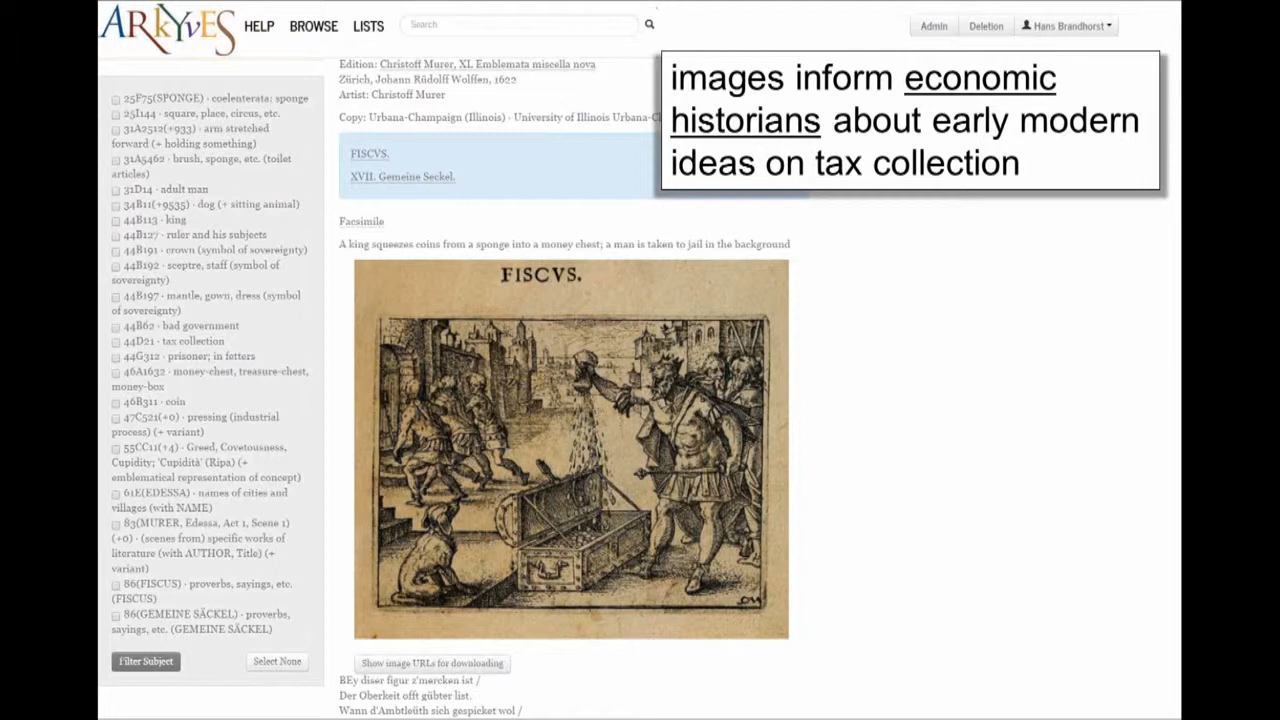 ARKYVES HELP BROWSE LISTS Search Admin Deletion Hans Brandhorst
images inform economic
historians about early modern
ideas on tax collection
25F75(SPONGE) · coelenterata: sponge
25I144 · square, place, circus, etc.
31A2512(+933) · arm stretched
forward (+ holding something)
31A5462 · brush, sponge, etc. (toilet
articles)
31D14 · adult man
34B11(+9535) · dog (+ sitting animal)
44B113 · king
44B127 · ruler and his subjects
44B191 · crown (symbol of sovereignty)
44B192 · sceptre, staff (symbol of
sovereignty)
44B197 · mantle, gown, dress (symbol
of sovereignty)
44B62 · bad government
44D21 · tax collection
44G312 · prisoner; in fetters
46A1632 · money-chest, treasure-chest,
money-box
46B311 · coin
47C521(+0) · pressing (industrial
process) (+ variant)
55CC11(+4) · Greed, Covetousness,
Cupidity; 'Cupidità' (Ripa) (+
emblematical representation of concept)
61E(EDESSA) · names of cities and
villages (with NAME)
83(MURER, Edessa, Act 1, Scene 1)
(+0) · (scenes from) specific works of
literature (with AUTHOR, Title) (+
variant)
86(FISCUS) · proverbs, sayings, etc.
(FISCUS)
86(GEMEINE SÄCKEL) · proverbs,
sayings, etc. (GEMEINE SÄCKEL)
Filter Subject Select None
Edition: Christoff Murer, XL Emblemata miscella nova
Zürich, Johann Rüdolff Wolffen, 1622
Artist: Christoff Murer
Copy: Urbana-Champaign (Illinois) · University of Illinois Urbana-C
FISCVS.
XVII. Gemeine Seckel.
Facsimile
A king squeezes coins from a sponge into a money chest; a man is taken to jail in the background
FISCVS.
Show image URLs for downloading
BEy diser figur z'mercken ist /
Der Oberkeit offt gübter list.
Wann d'Ambtleüth sich gespicket wol /